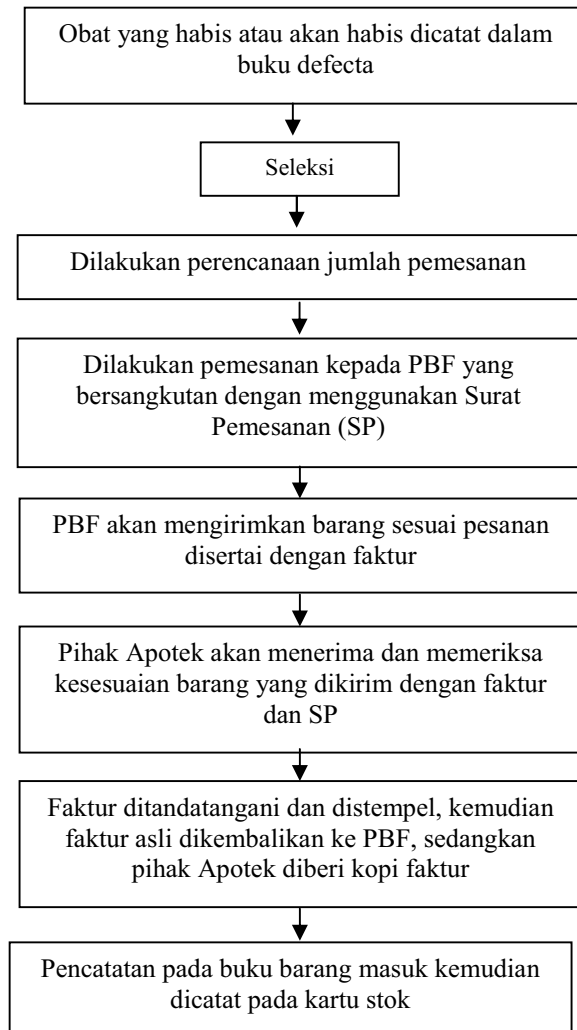 Obat yang habis atau akan habis dicatat dalam
buku defecta
Seleksi
Dilakukan perencanaan jumlah pemesanan
Dilakukan pemesanan kepada PBF yang
bersangkutan dengan menggunakan Surat
Pemesanan (SP)
PBF akan mengirimkan barang sesuai pesanan
disertai dengan faktur
Pihak Apotek akan menerima dan memeriksa
kesesuaian barang yang dikirim dengan faktur
dan SP
Faktur ditandatangani dan distempel, kemudian
faktur asli dikembalikan ke PBF, sedangkan
pihak Apotek diberi kopi faktur
Pencatatan pada buku barang masuk kemudian
dicatat pada kartu stok